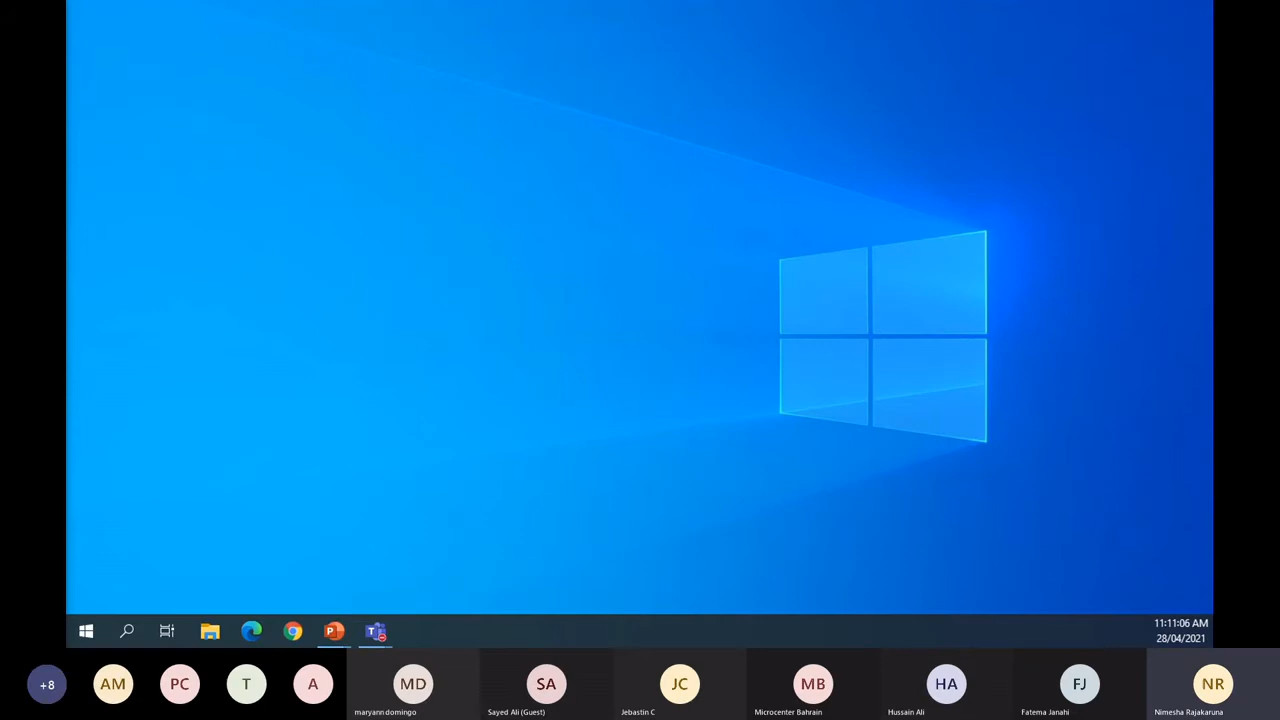 P
T
11:11:06 AM
28/04/2021
+8
AM
PC
T
A
MD
SA
JC
MB
HA
FJ
NR
maryann domingo
Sayed Ali (Guest)
Jebastin C
Microcenter Bahrain
Hussain Ali
Fatema Janahi
Nimesha Rajakaruna